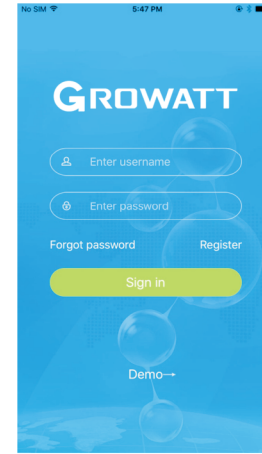 No SIM 5:47 PM
GROWATT
Enter username
Enter password
Forgot password Register
Sign in
Demo→